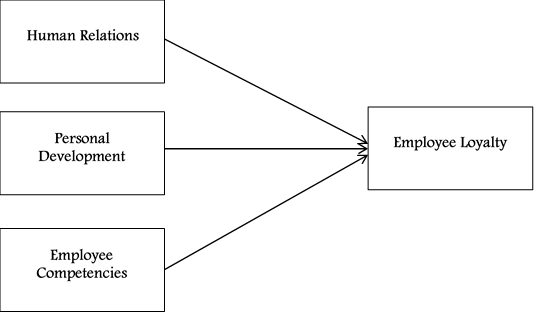 Human Relations
Personal
Development
Employee Loyalty
Employee
Competencies